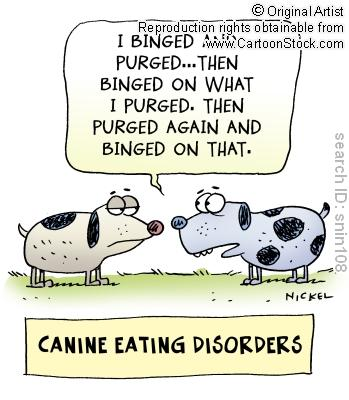 © Original Artist
Reproduction rights obtainable from
www.CartoonStock.com
I BINGED AND
PURGED...THEN
BINGED ON WHAT
I PURGED. THEN
PURGED AGAIN AND
BINGED ON THAT.
search ID: snin108
NICKEL
CANINE EATING DISORDERS